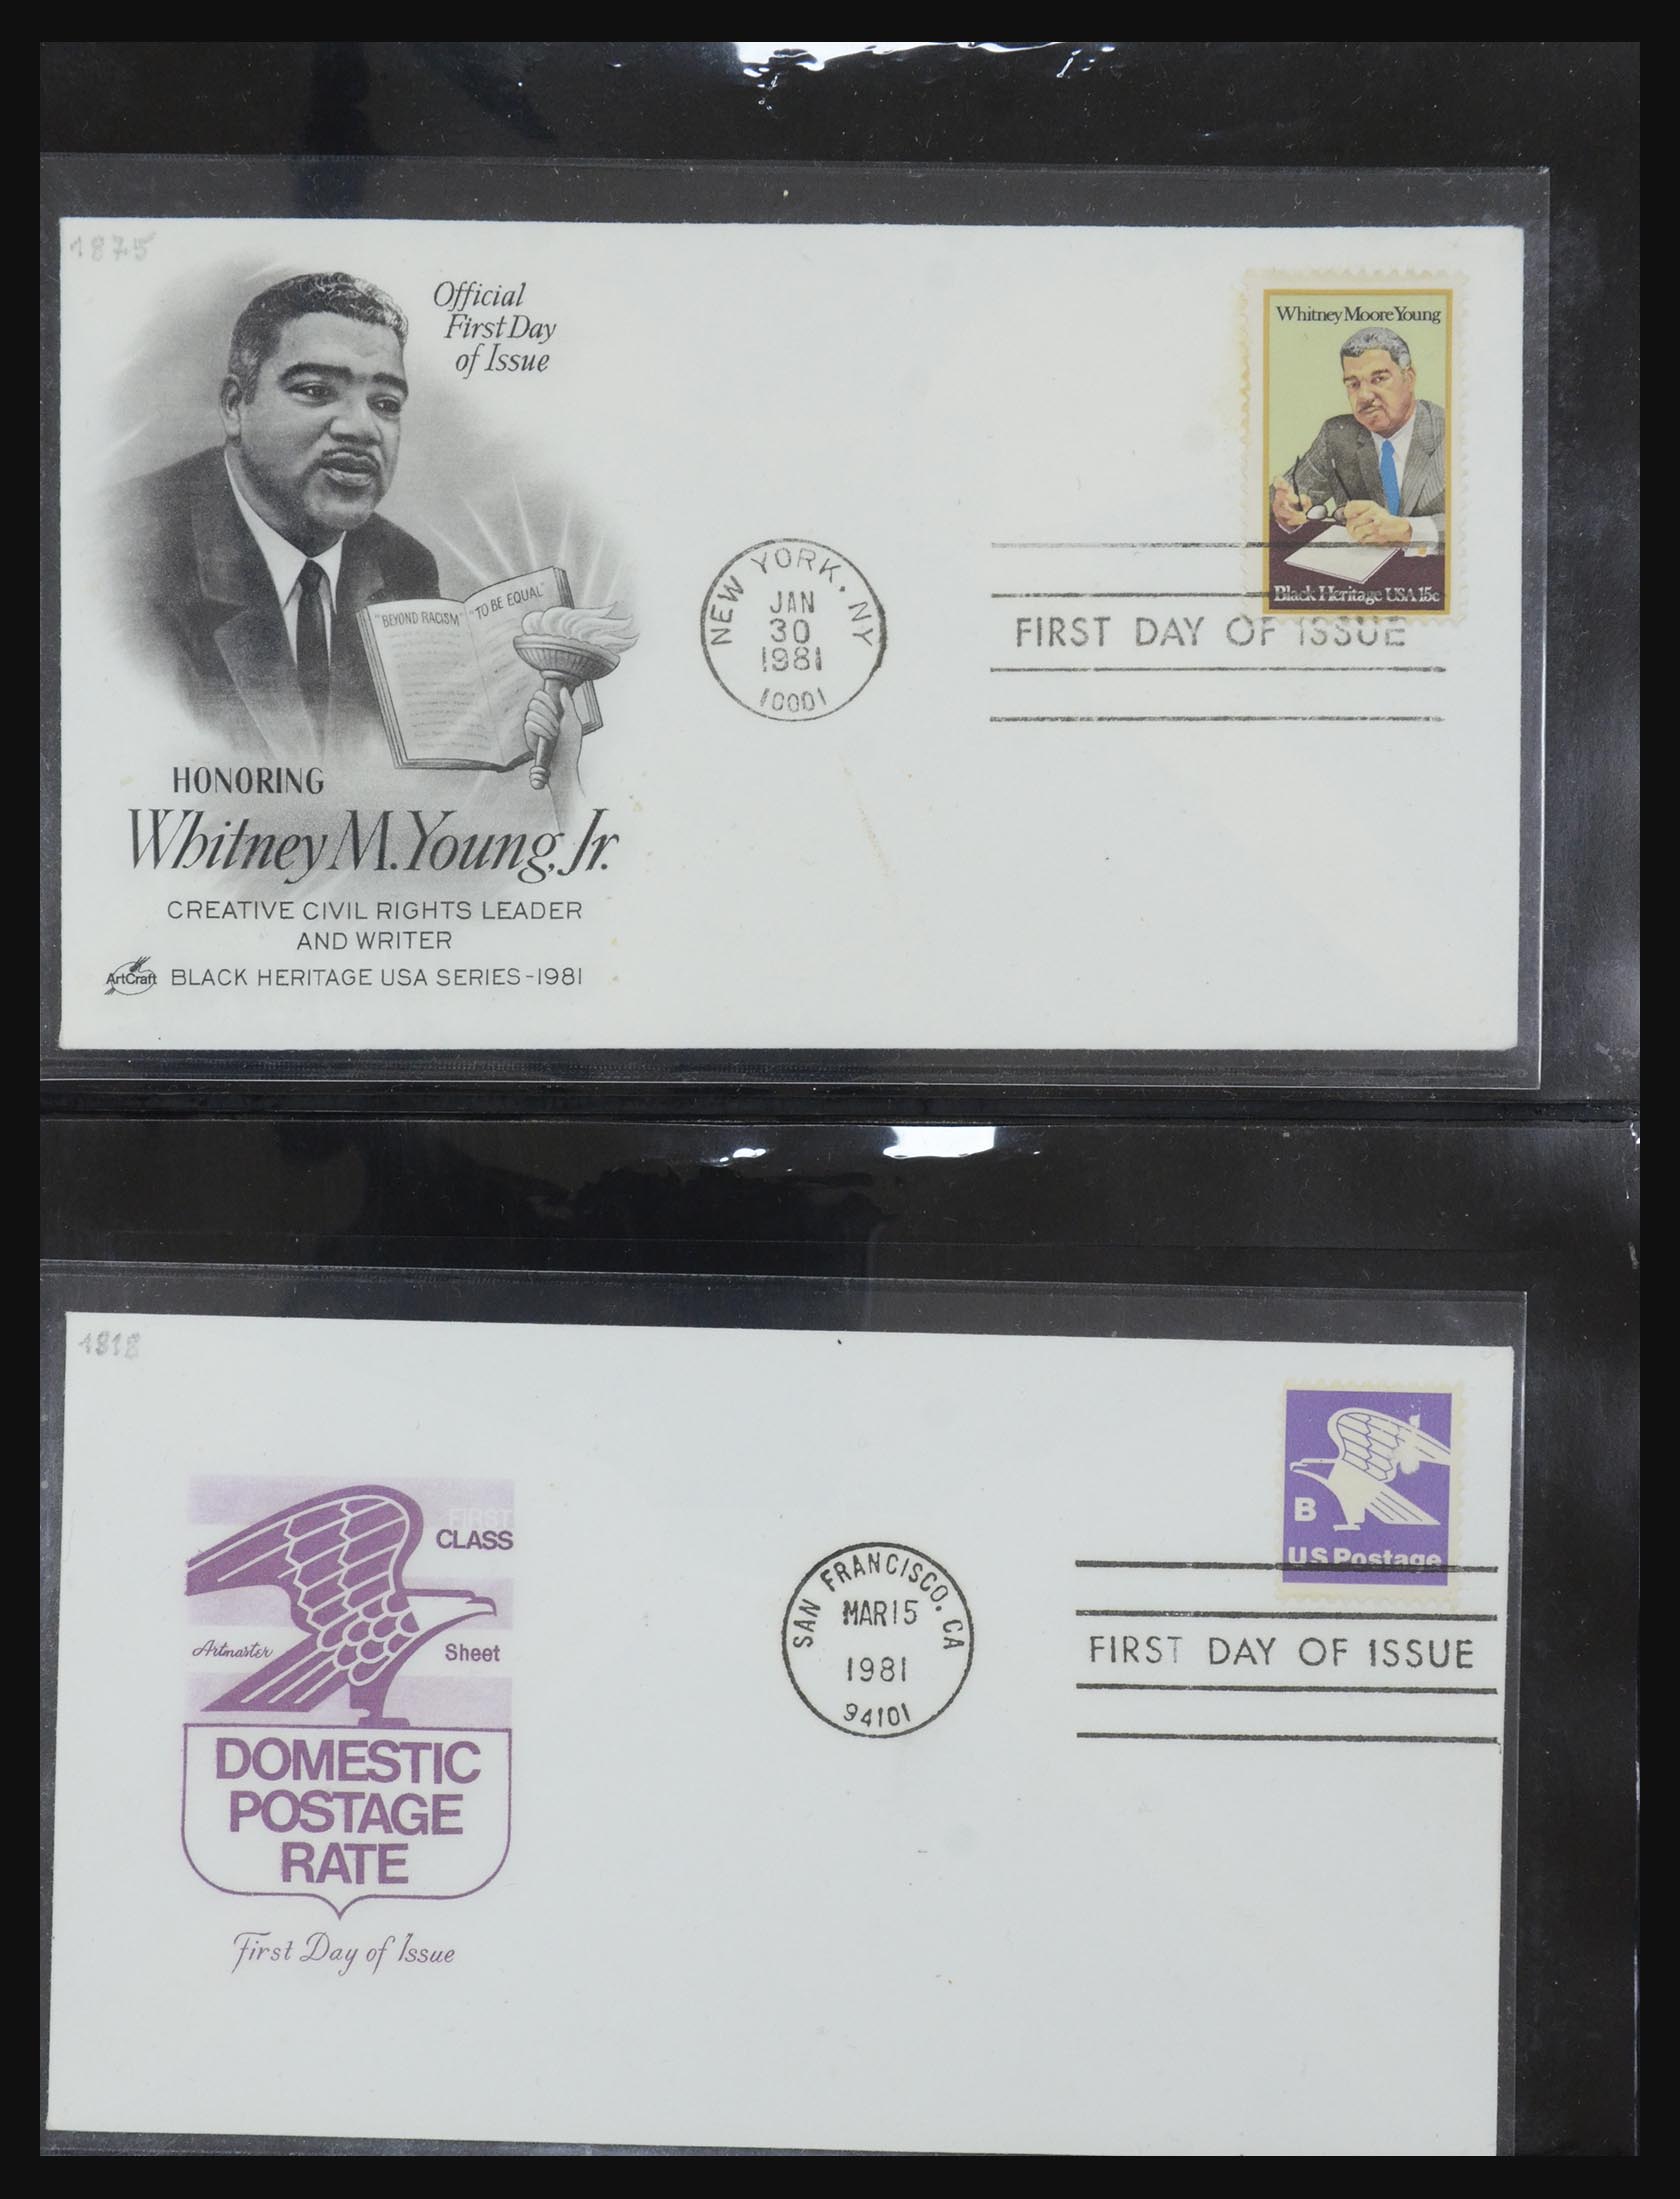 1875
Official
First Day
of Issue
Whitney Moore Young
Black Heritage USA 15c
"BEYOND RACISM" "TO BE EQUAL"
NEW YORK, NY
JAN
30
1981
10001
FIRST DAY OF ISSUE
HONORING
Whitney M. Young, Jr.
CREATIVE CIVIL RIGHTS LEADER
AND WRITER
ArtCraft BLACK HERITAGE USA SERIES-1981
1818
FIRST
CLASS
Artmaster
Sheet
DOMESTIC
POSTAGE
RATE
First Day of Issue
SAN FRANCISCO, CA
MAR 15
1981
94101
B
US Postage
FIRST DAY OF ISSUE